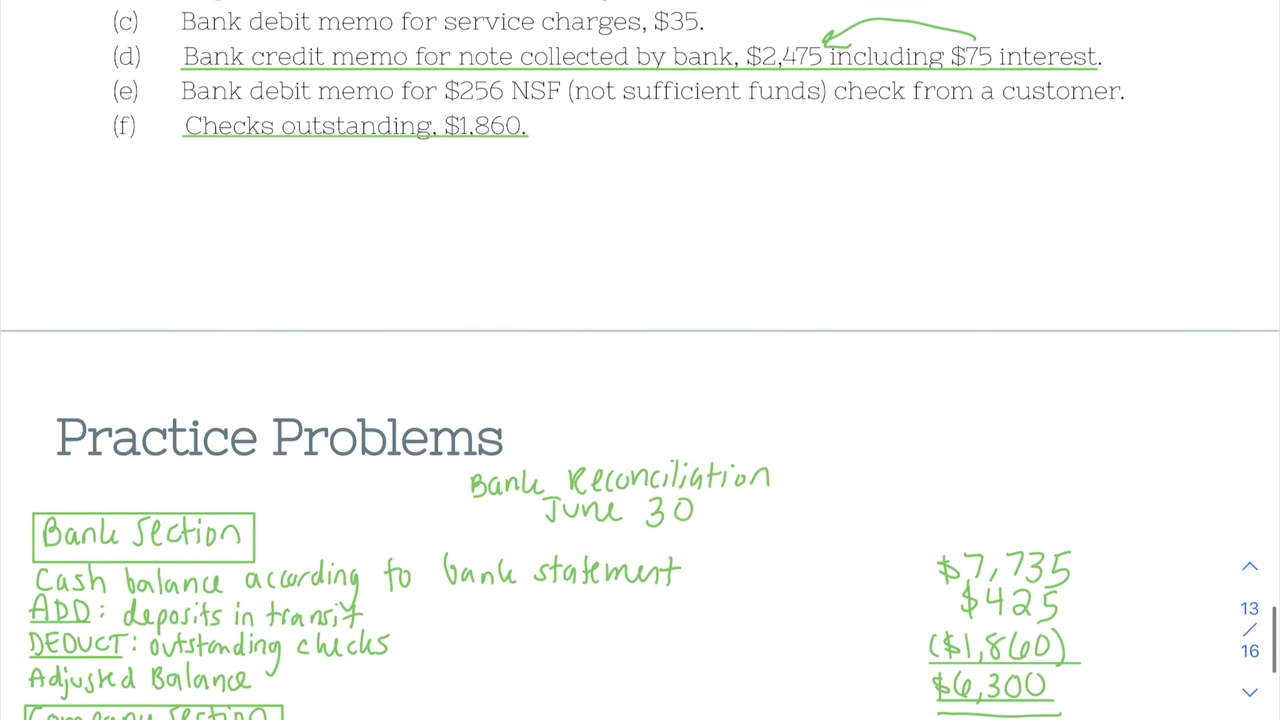 (c) Bank debit memo for service charges, $35.
(d) Bank credit memo for note collected by bank, $2,475 including $75 interest.
(e) Bank debit memo for $256 NSF (not sufficient funds) check from a customer.
(f) Checks outstanding, $1,860.
Practice Problems
Bank Reconciliation
June 30
Bank Section
Cash balance according to bank statement $7,735
ADD: deposits in transit $425
DEDUCT: outstanding checks ($1,860)
Adjusted Balance $6,300
Company Section
13
/
16